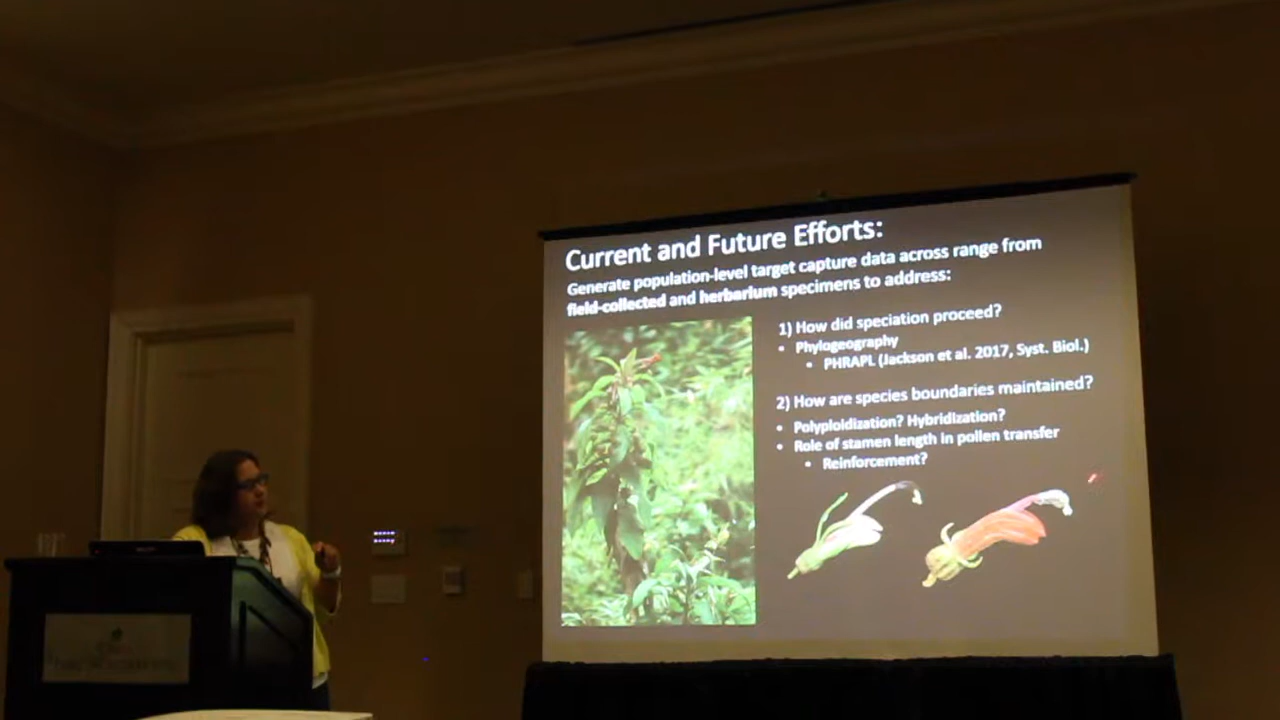 Current and Future Efforts:
Generate population-level target capture data across range from
field-collected and herbarium specimens to address:
1) How did speciation proceed?
• Phylogeography
• PHRAPL (Jackson et al. 2017, Syst. Biol.)
2) How are species boundaries maintained?
• Polyploidization? Hybridization?
• Role of stamen length in pollen transfer
• Reinforcement?